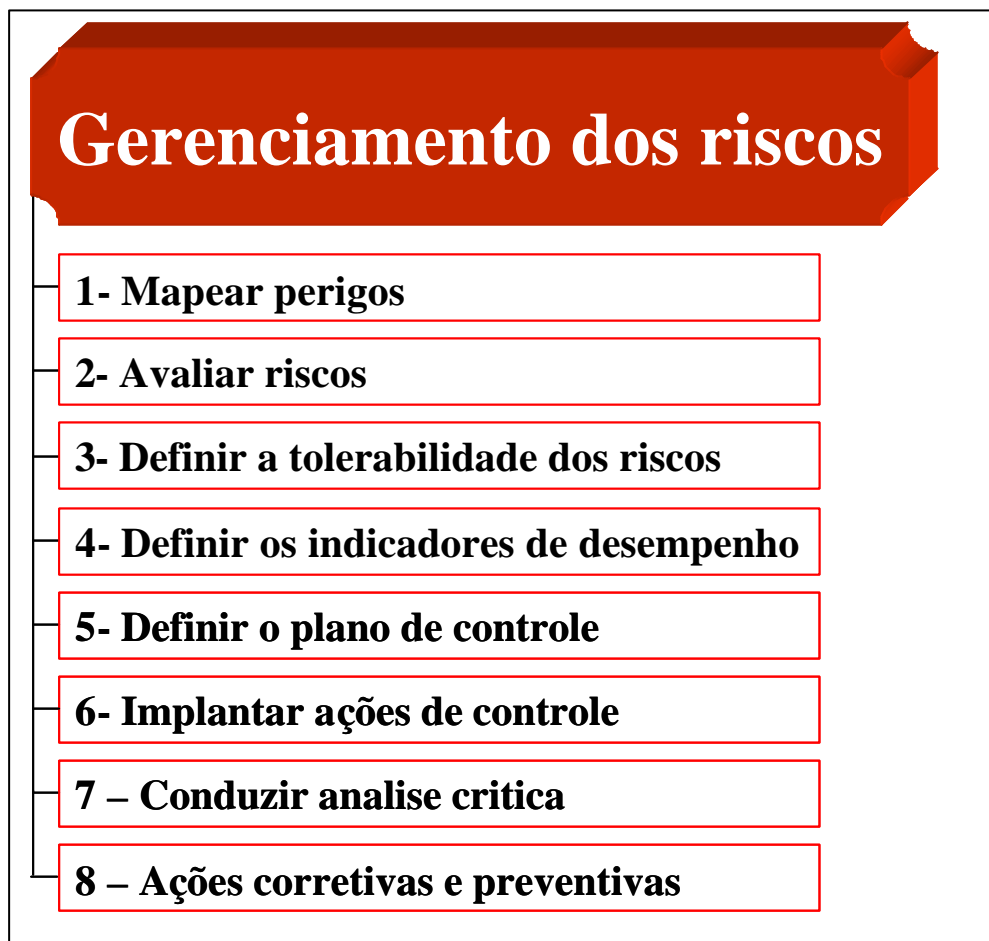 Gerenciamento dos riscos
1- Mapear perigos
2- Avaliar riscos
3- Definir a tolerabilidade dos riscos
4- Definir os indicadores de desempenho
5- Definir o plano de controle
6- Implantar ações de controle
7 – Conduzir analise critica
8 – Ações corretivas e preventivas